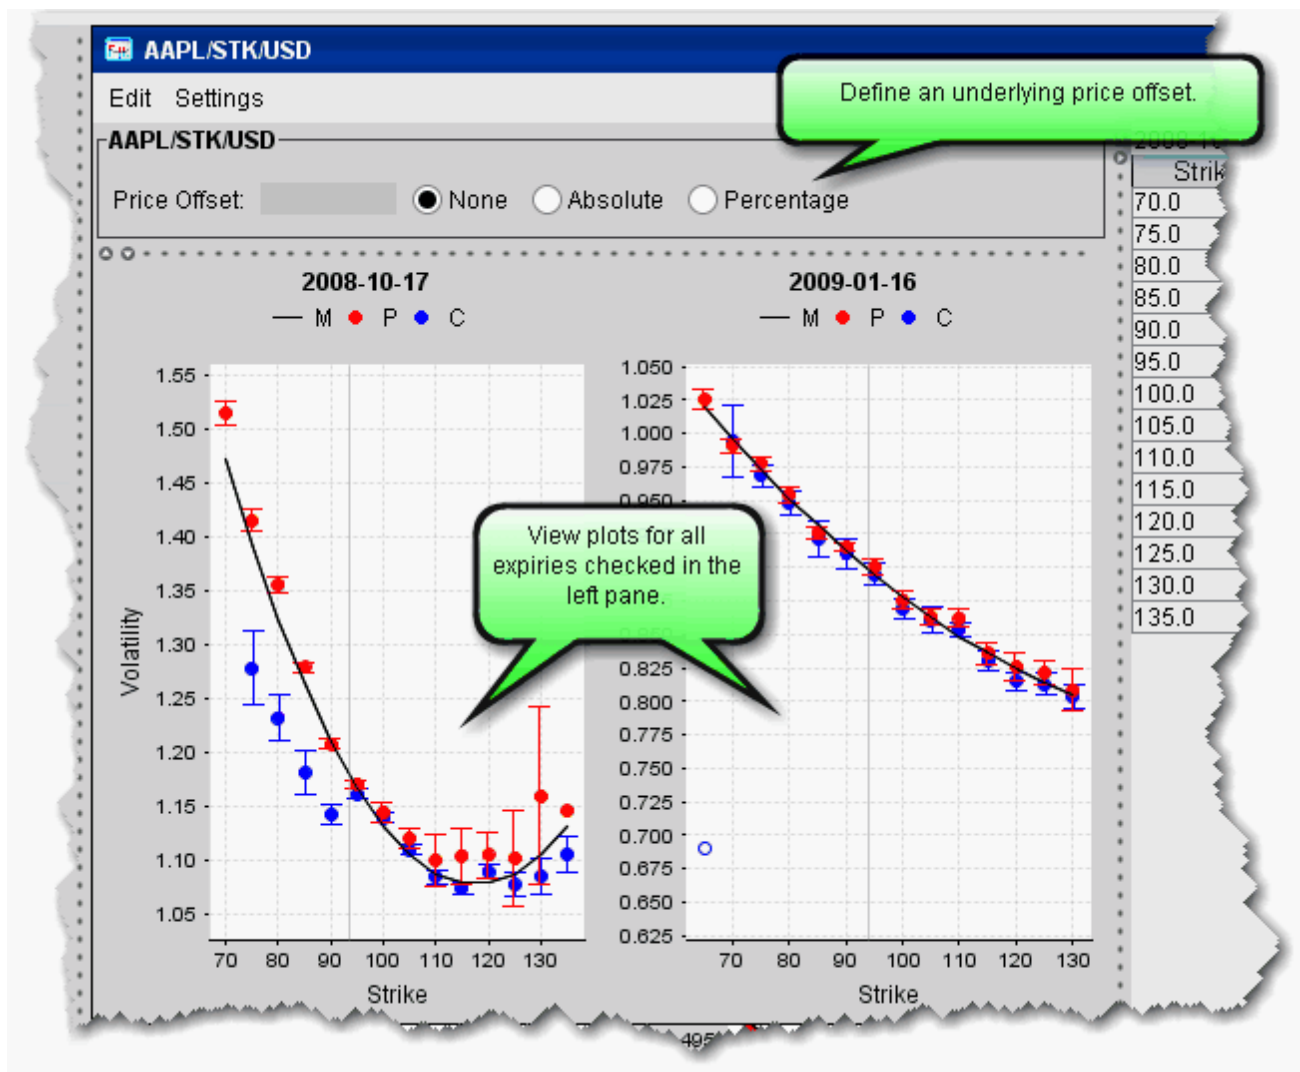 AAPL/STK/USD
Edit Settings
Define an underlying price offset.
AAPL/STK/USD
Price Offset: None Absolute Percentage
Strik
70.0
75.0
80.0
85.0
90.0
95.0
100.0
105.0
110.0
115.0
120.0
125.0
130.0
135.0
2008-10-17
M P C
Volatility
1.55
1.50
1.45
1.40
1.35
1.30
1.25
1.20
1.15
1.10
1.05
70 80 90 100 110 120 130
Strike
View plots for all
expiries checked in the
left pane.
2009-01-16
M P C
1.050
1.025
1.000
0.975
0.950
0.825
0.800
0.775
0.750
0.725
0.700
0.675
0.650
0.625
70 80 90 100 110 120 130
Strike
495